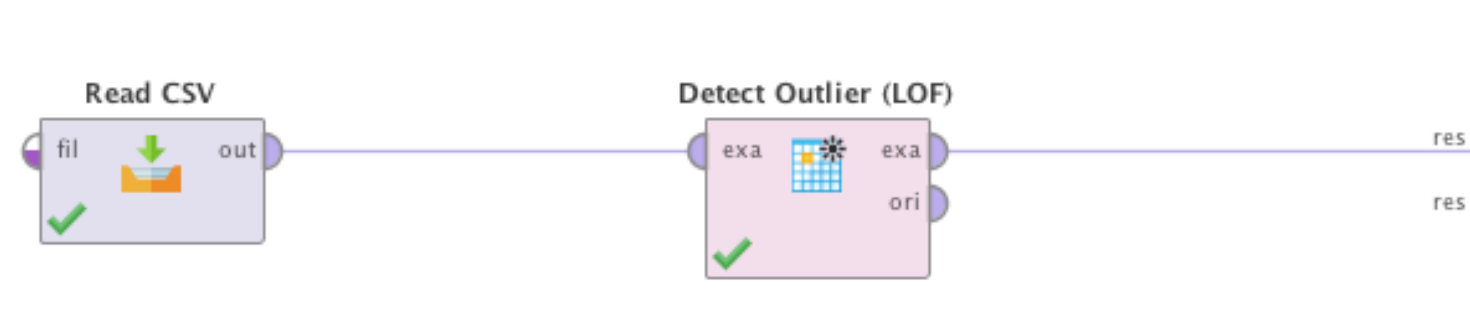 Read CSV
fil
out
Detect Outlier (LOF)
exa
exa
ori
res
res